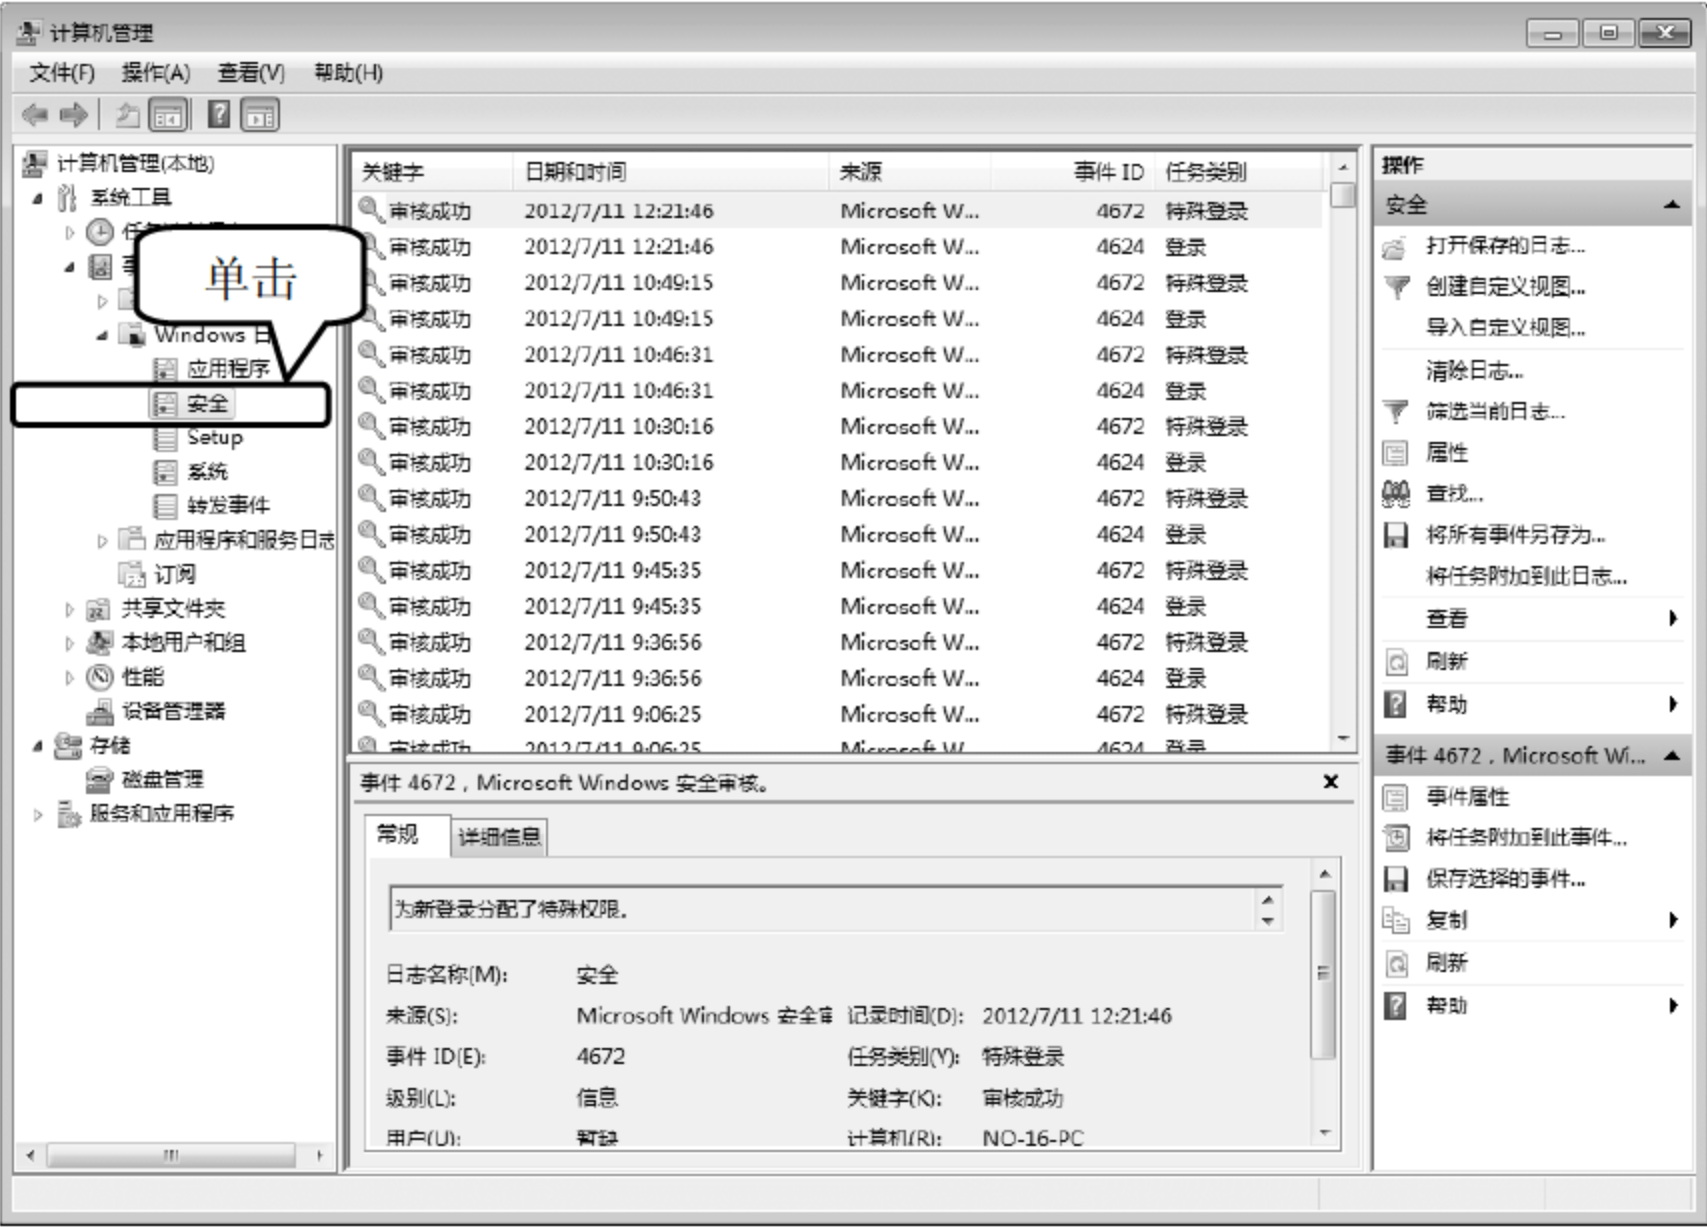 计算机管理
文件(F) 操作(A) 查看(V) 帮助(H)
计算机管理(本地)
系统工具
单击
Windows 日
应用程序
安全
Setup
系统
转发事件
应用程序和服务日志
订阅
共享文件夹
本地用户和组
性能
设备管理器
存储
磁盘管理
服务和应用程序
关键字 日期和时间 来源 事件 ID 任务类别
审核成功 2012/7/11 12:21:46 Microsoft W... 4672 特殊登录
审核成功 2012/7/11 12:21:46 Microsoft W... 4624 登录
审核成功 2012/7/11 10:49:15 Microsoft W... 4672 特殊登录
审核成功 2012/7/11 10:49:15 Microsoft W... 4624 登录
审核成功 2012/7/11 10:46:31 Microsoft W... 4672 特殊登录
审核成功 2012/7/11 10:46:31 Microsoft W... 4624 登录
审核成功 2012/7/11 10:30:16 Microsoft W... 4672 特殊登录
审核成功 2012/7/11 10:30:16 Microsoft W... 4624 登录
审核成功 2012/7/11 9:50:43 Microsoft W... 4672 特殊登录
审核成功 2012/7/11 9:50:43 Microsoft W... 4624 登录
审核成功 2012/7/11 9:45:35 Microsoft W... 4672 特殊登录
审核成功 2012/7/11 9:45:35 Microsoft W... 4624 登录
审核成功 2012/7/11 9:36:56 Microsoft W... 4672 特殊登录
审核成功 2012/7/11 9:36:56 Microsoft W... 4624 登录
审核成功 2012/7/11 9:06:25 Microsoft W... 4672 特殊登录
审核成功 2012/7/11 9:06:25 Microsoft W... 4624 登录
事件 4672，Microsoft Windows 安全审核。
常规 详细信息
为新登录分配了特殊权限。
日志名称(M): 安全
来源(S): Microsoft Windows 安全审 记录时间(D): 2012/7/11 12:21:46
事件 ID(E): 4672 任务类别(Y): 特殊登录
级别(L): 信息 关键字(K): 审核成功
用户(U): 暂缺 计算机(R): NO-16-PC
操作
安全
打开保存的日志...
创建自定义视图...
导入自定义视图...
清除日志...
筛选当前日志...
属性
查找...
将所有事件另存为...
将任务附加到此日志...
查看
刷新
帮助
事件 4672，Microsoft Wi...
事件属性
将任务附加到此事件...
保存选择的事件...
复制
刷新
帮助